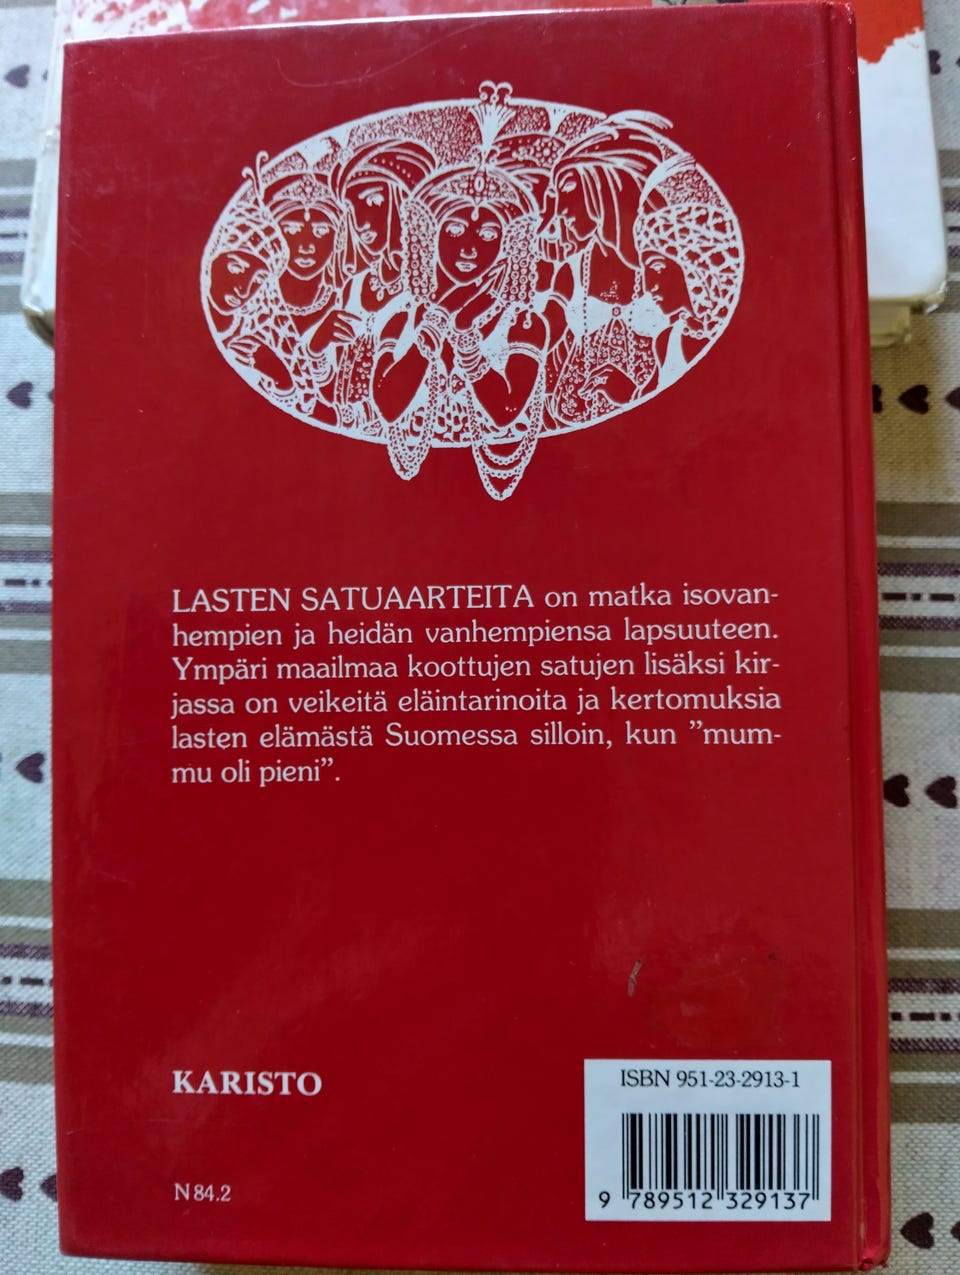 LASTEN SATUAARTEITA on matka isovan-
hempien ja heidän vanhempiensa lapsuuteen.
Ympäri maailmaa koottujen satujen lisäksi kir-
jassa on veikeitä eläintarinoita ja kertomuksia
lasten elämästä Suomessa silloin, kun ”mum-
mu oli pieni”.
KARISTO
N 84.2
ISBN 951-23-2913-1
9 789512 329137